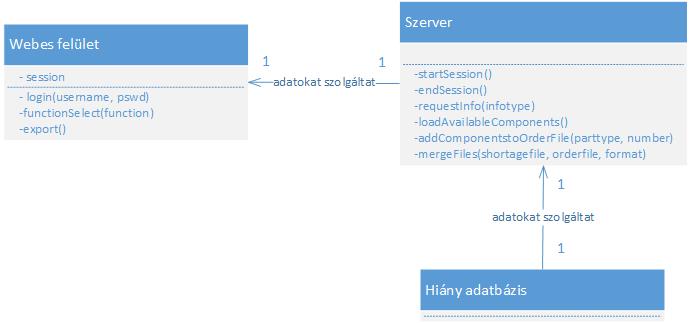 Webes felület
- session
- login(username, pswd)
-functionSelect(function)
-export()
1
1
adatokat szolgáltat
Szerver
-startSession()
-endSession()
-requestInfo(infotype)
-loadAvailableComponents()
-addComponentstoOrderFile(parttype, number)
-mergeFiles(shortagefile, orderfile, format)
1
adatokat szolgáltat
1
Hiány adatbázis